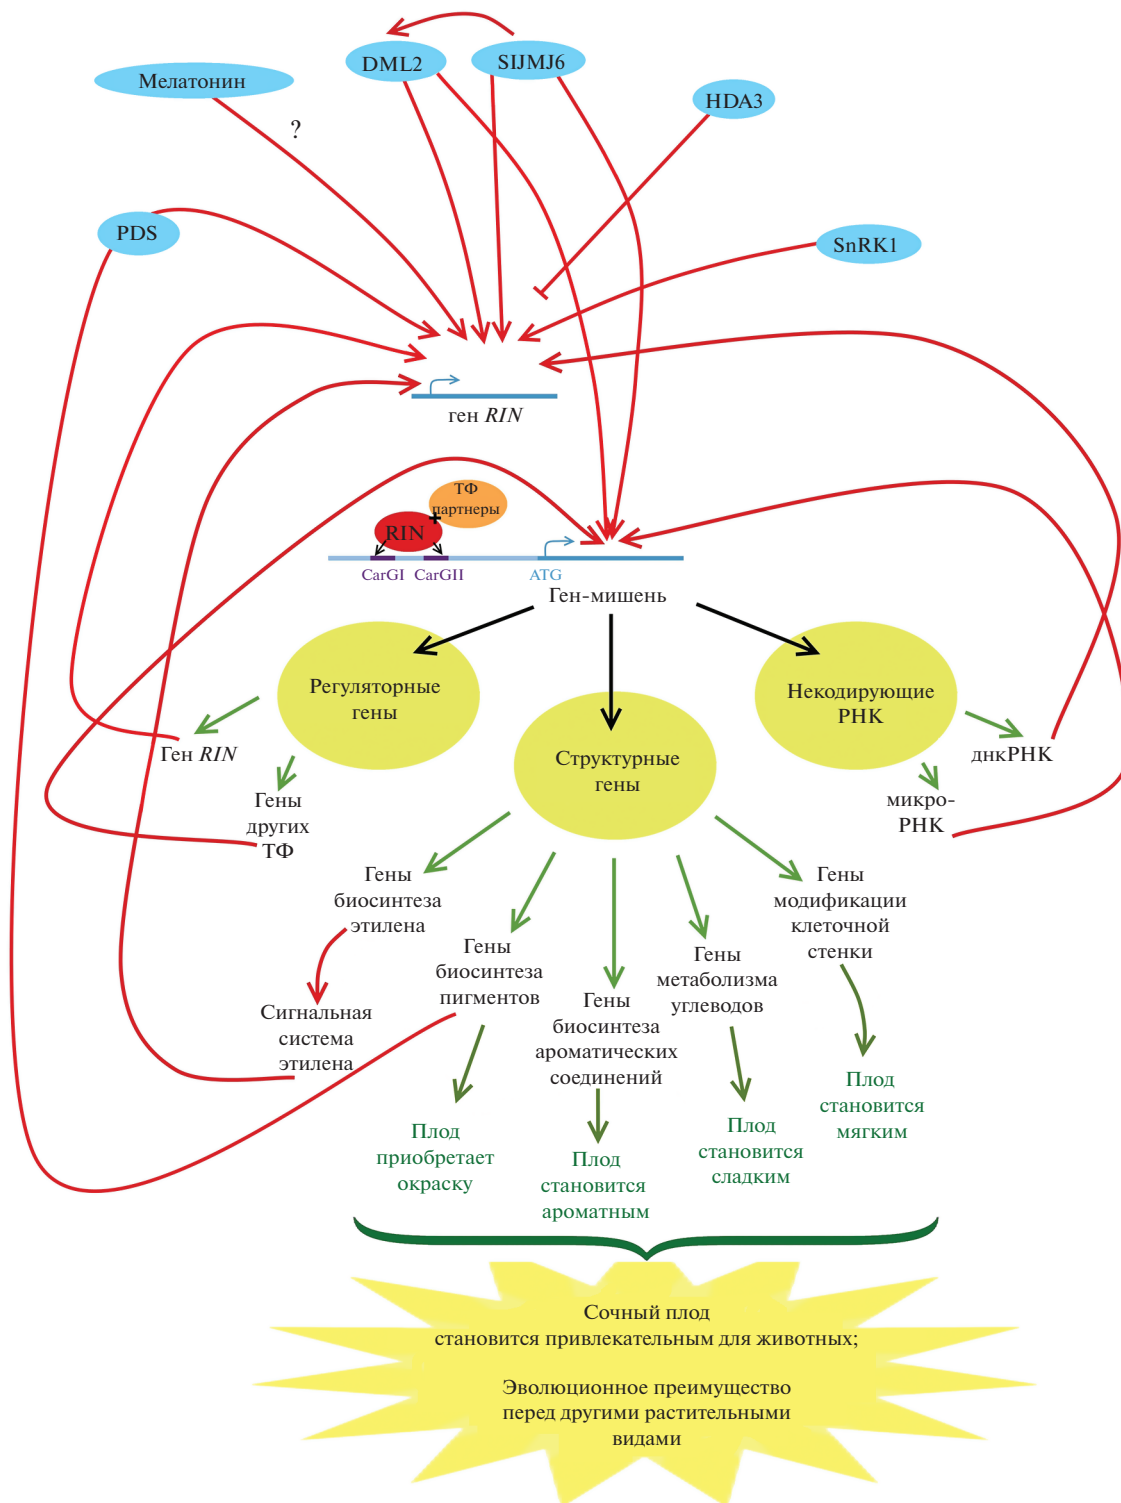 DML2
SlJMJ6
Мелатонин
HDA3
?
PDS
SnRK1
ген RIN
ТФ
партнеры
+
RIN
CarGI CarGII
ATG
Ген-мишень
Регуляторные
гены
Некодирующие
РНК
Структурные
гены
Ген RIN
днкРНК
Гены
других
ТФ
микро-
РНК
Гены
биосинтеза
этилена
Гены
биосинтеза
пигментов
Гены
биосинтеза
ароматических
соединений
Гены
метаболизма
углеводов
Гены
модификации
клеточной
стенки
Сигнальная
система
этилена
Плод
приобретает
окраску
Плод
становится
ароматным
Плод
становится
сладким
Плод
становится
мягким
Сочный плод
становится привлекательным для животных;
Эволюционное преимущество
перед другими растительными
видами